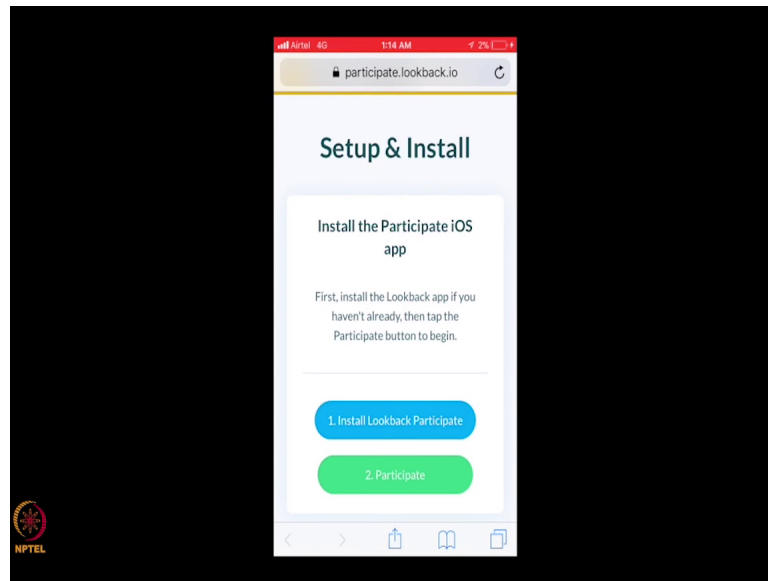 Airtel 4G 1:14 AM 2%
participate.lookback.io
Setup & Install
Install the Participate iOS
app
First, install the Lookback app if you
haven't already, then tap the
Participate button to begin.
1. Install Lookback Participate
2. Participate
NPTEL